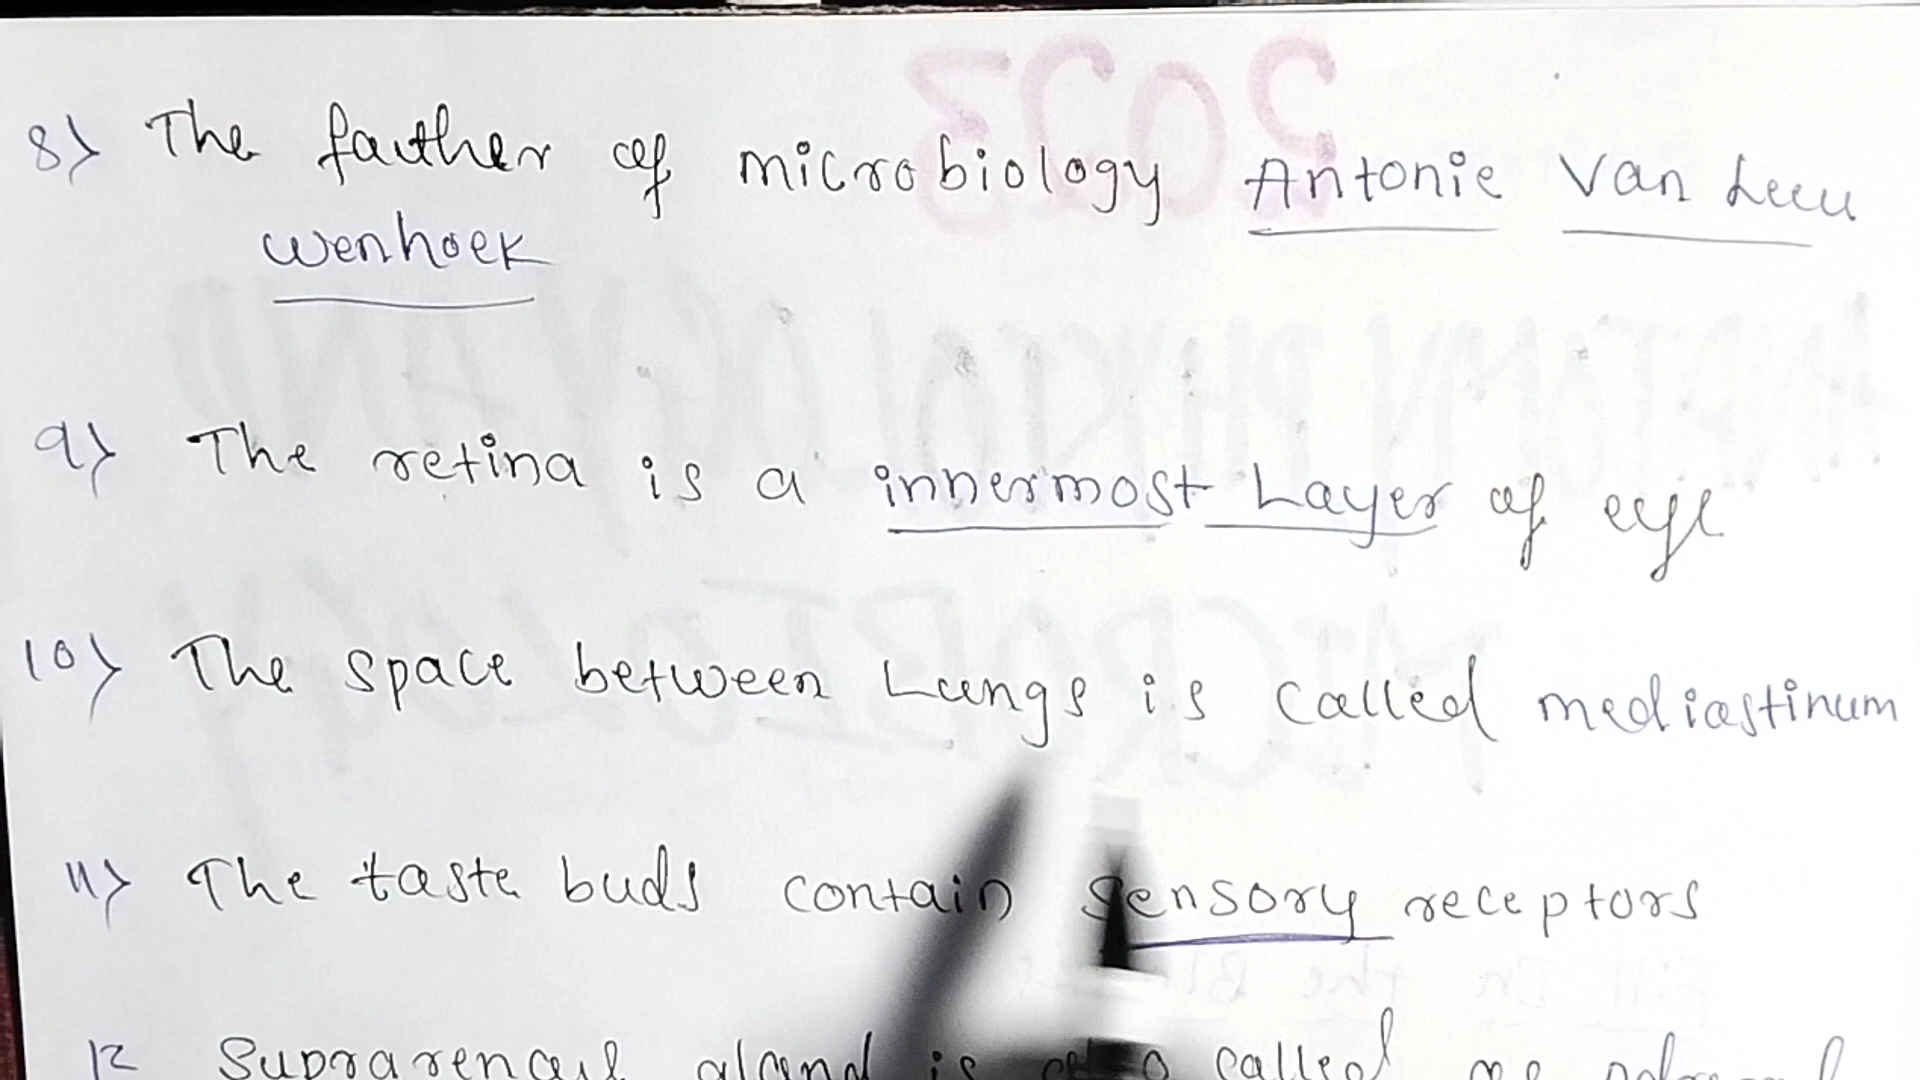 8) The father of microbiology Antonie Van Leeu
wenhoek
9) The retina is a innermost Layer of eye
10) The space between Lungs is called mediastinum
11) The taste buds contain sensory receptors
12 Suprarenal gland is called